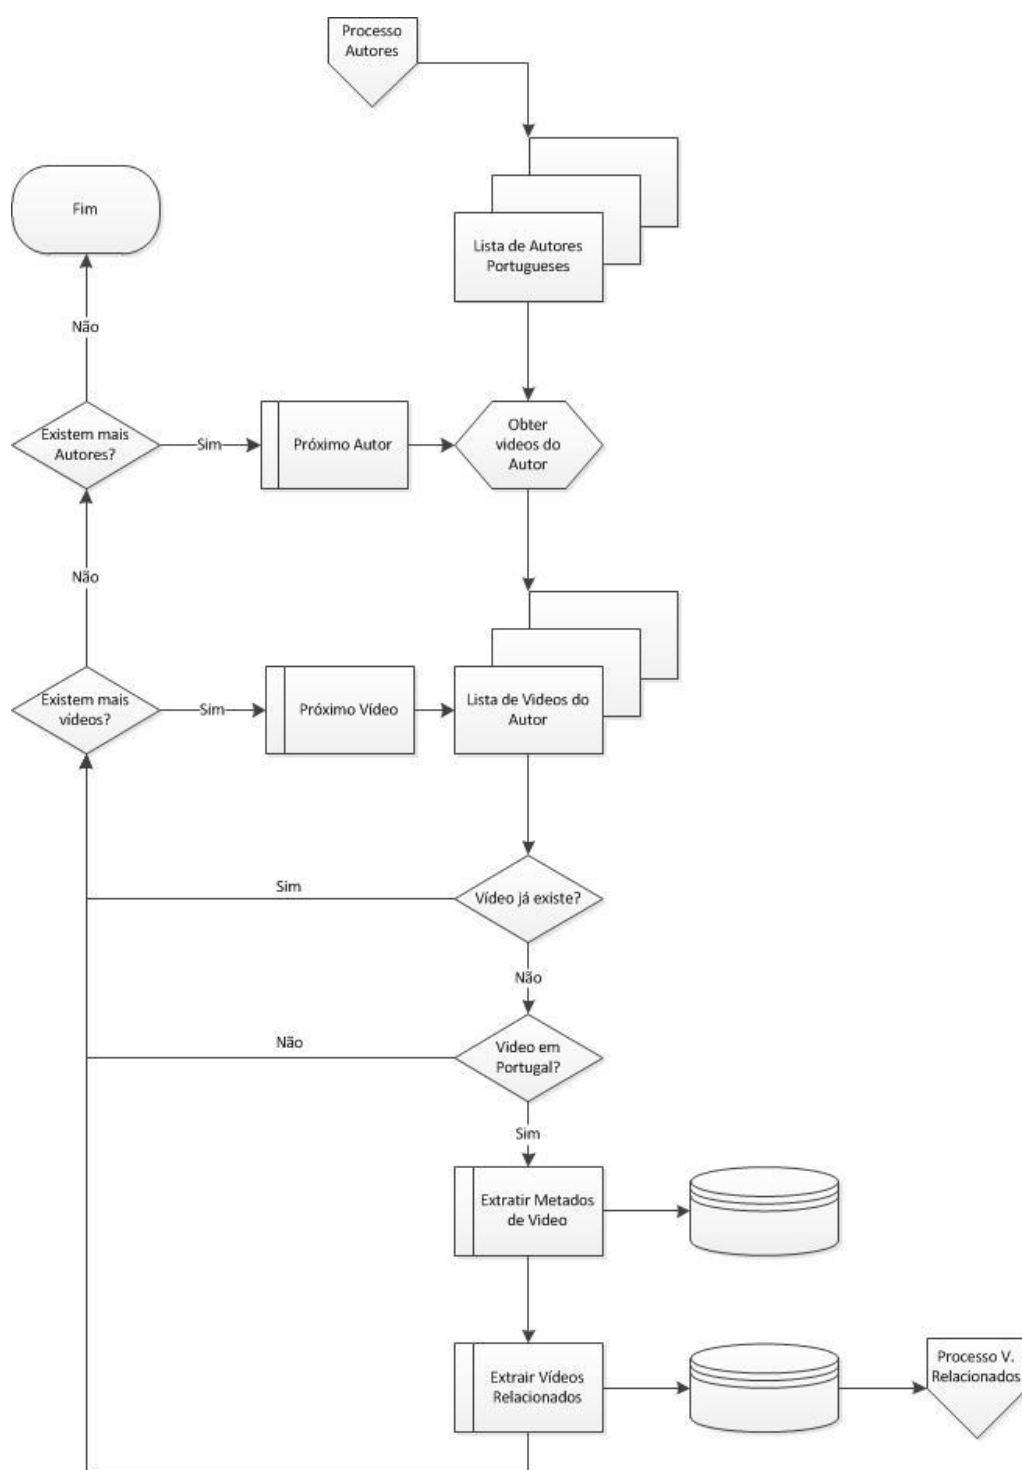 Processo
Autores
Fim
Lista de Autores
Portugueses
Não
Existem mais
Autores?
Sim
Próximo Autor
Obter
videos do
Autor
Não
Existem mais
vídeos?
Sim
Próximo Vídeo
Lista de Videos do
Autor
Sim
Vídeo já existe?
Não
Não
Video em
Portugal?
Sim
Extratir Metados
de Video
Extrair Vídeos
Relacionados
Processo V.
Relacionados